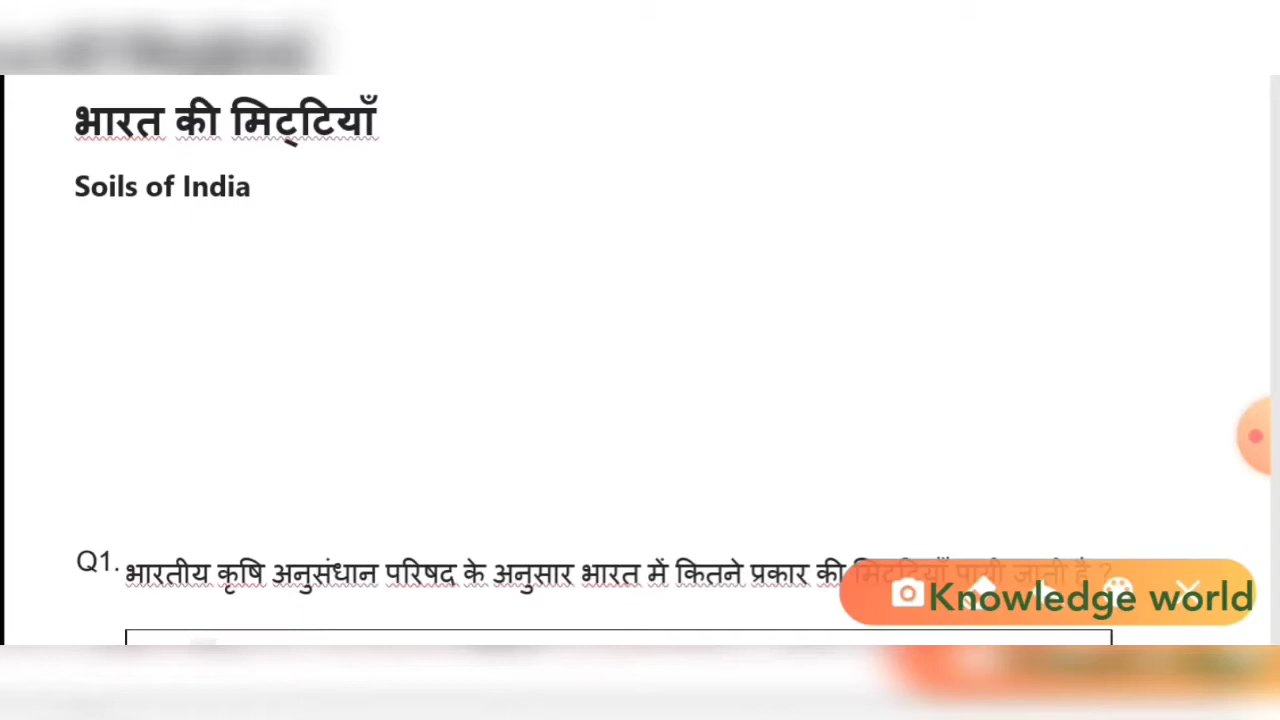 भारत की मिट्टियाँ
Soils of India
Q1. भारतीय कृषि अनुसंधान परिषद के अनुसार भारत में कितने प्रकार की मिट्टियाँ पायी जाती है ?
Knowledge world